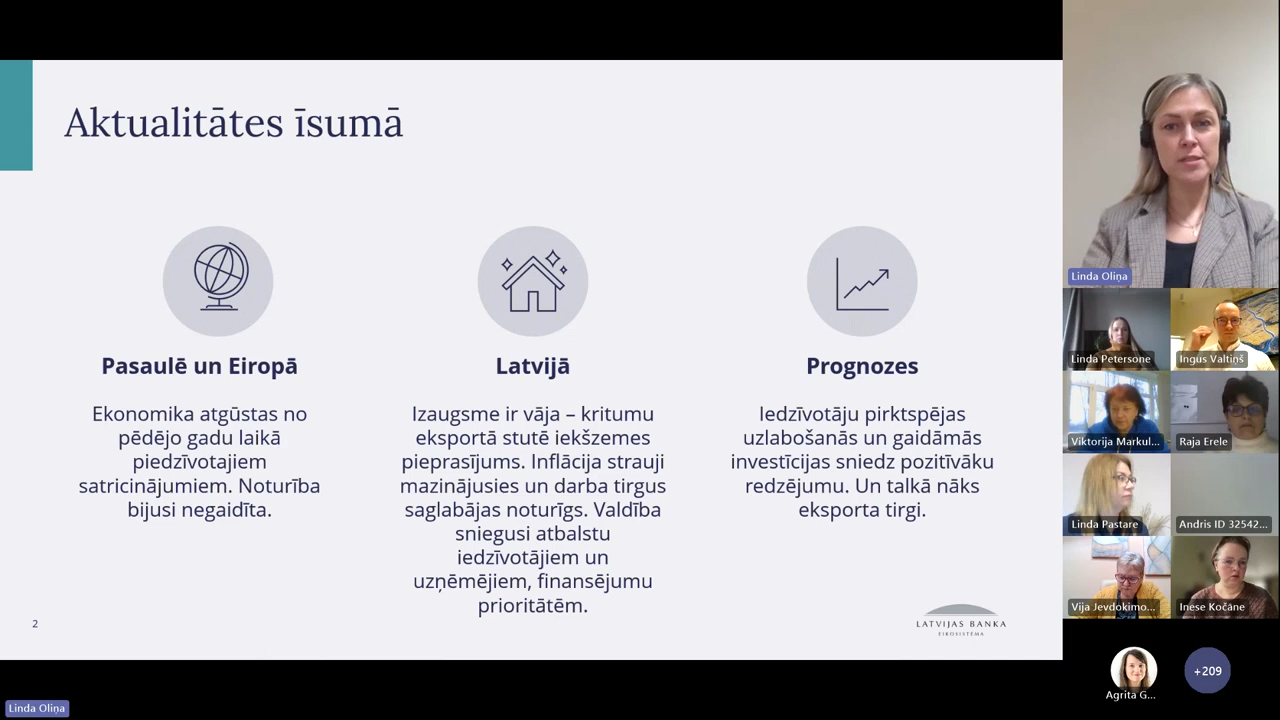 Aktualitātes īsumā
Pasaulē un Eiropā
Ekonomika atgūstas no
pēdējo gadu laikā
piedzīvotajiem
satricinājumiem. Noturība
bijusi negaidīta.
Latvijā
Izaugsme ir vāja – kritumu
eksportā stutē iekšzemes
pieprasījums. Inflācija strauji
mazinājusies un darba tirgus
saglabājas noturīgs. Valdība
sniegusi atbalstu
iedzīvotājiem un
uzņēmējiem, finansējumu
prioritātēm.
Prognozes
Iedzīvotāju pirktspējas
uzlabošanās un gaidāmās
investīcijas sniedz pozitīvāku
redzējumu. Un talkā nāks
eksporta tirgi.
2
LATVIJAS BANKA
EIROSISTĒMA
Linda Oliņa
Linda Petersone
Ingus Valtiņš
Viktorija Markul...
Raja Erele
Linda Pastare
Andris ID 32542...
Vija Jevdokimo...
Inese Kočāne
Agrita G...
+209
Linda Oliņa